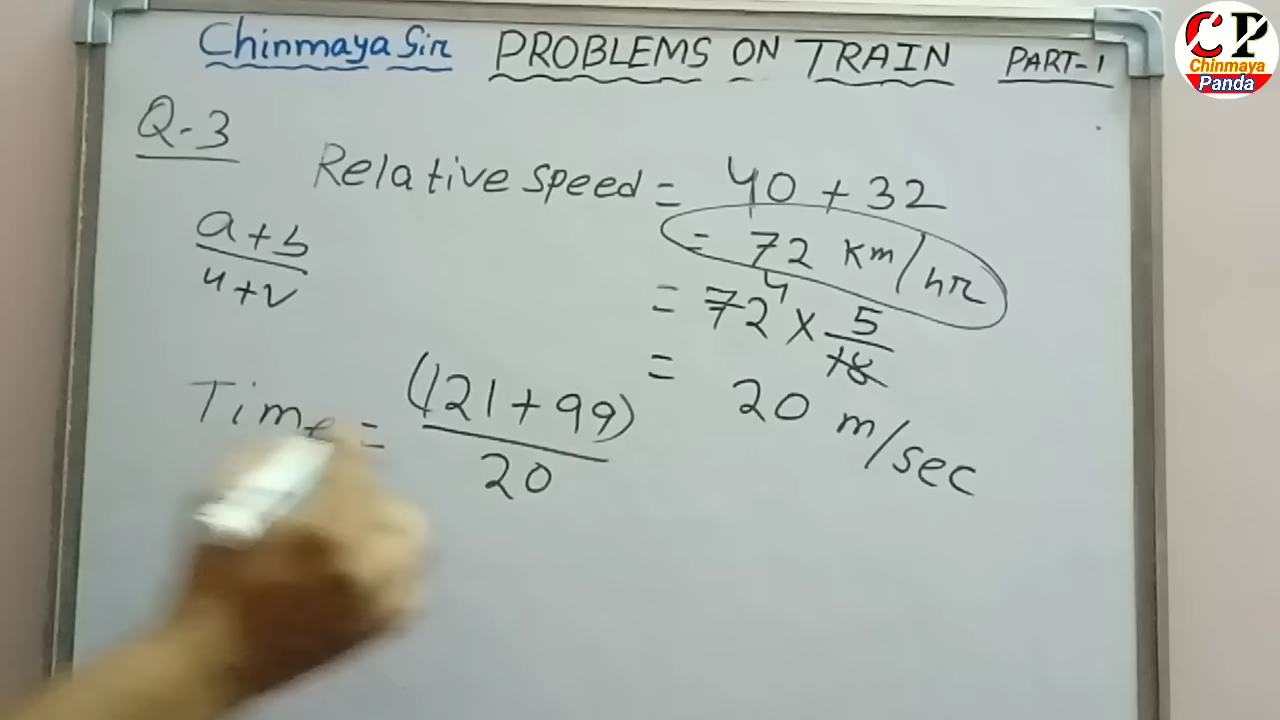 Chinmaya Sir PROBLEMS ON TRAIN PART-1
CP
Chinmaya
Panda
Q-3
Relative speed = 40 + 32
= 72 Km/hr
= 72 4 × 5/18
= 20 m/sec
a+b
u+v
Time = (121+99)
20